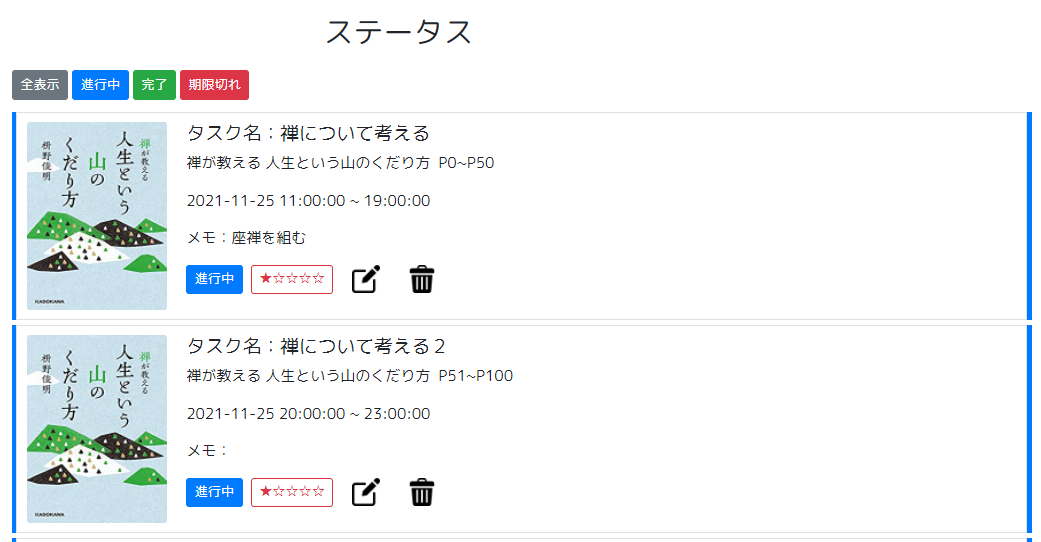 ステータス
全表示 進行中 完了 期限切れ
禅が教える
人生という
山の
くだり方
枡野俊明
KADOKAWA
タスク名：禅について考える
禅が教える 人生という山のくだり方 P0~P50
2021-11-25 11:00:00 ~ 19:00:00
メモ：座禅を組む
進行中 ★☆☆☆☆
禅が教える
人生という
山の
くだり方
枡野俊明
KADOKAWA
タスク名：禅について考える２
禅が教える 人生という山のくだり方 P51~P100
2021-11-25 20:00:00 ~ 23:00:00
メモ：
進行中 ★☆☆☆☆